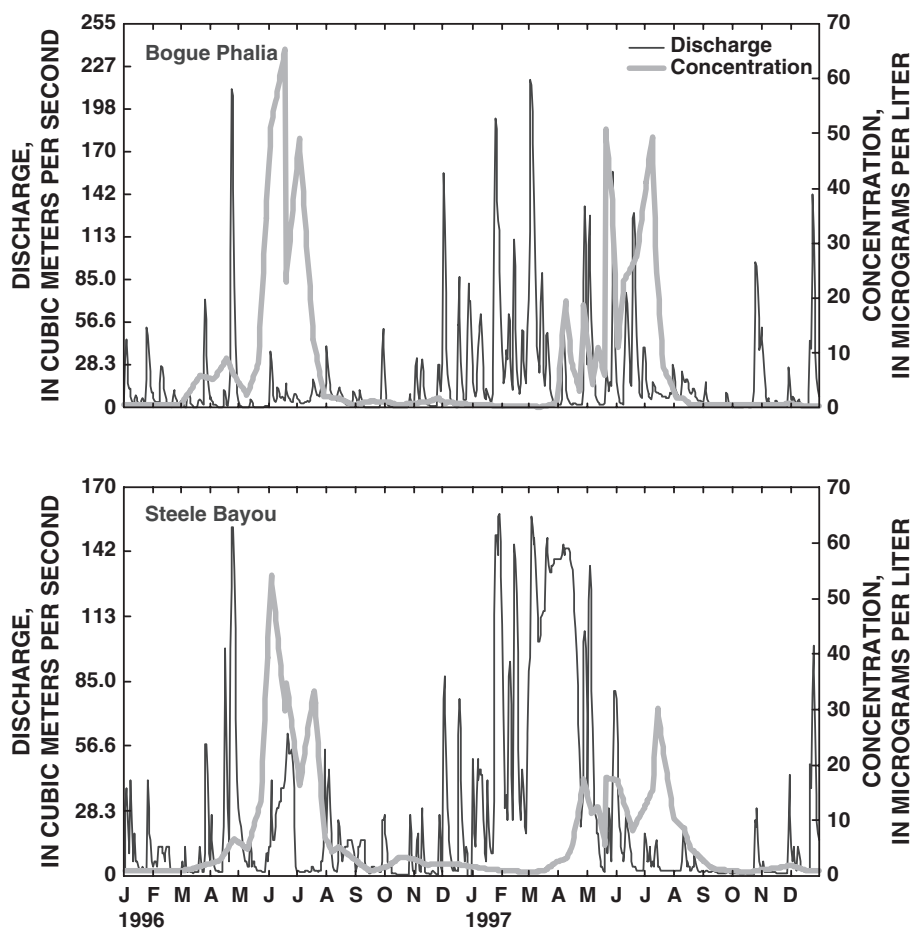 DISCHARGE,
IN CUBIC METERS PER SECOND
255
227
198
170
142
113
85.0
56.6
28.3
0
Bogue Phalia
Discharge
Concentration
70
60
50
40
30
20
10
0
CONCENTRATION,
IN MICROGRAMS PER LITER
DISCHARGE,
IN CUBIC METERS PER SECOND
170
142
113
85.0
56.6
28.3
0
Steele Bayou
70
60
50
40
30
20
10
0
CONCENTRATION,
IN MICROGRAMS PER LITER
J F M A M J J A S O N D J F M A M J J A S O N D
1996 1997